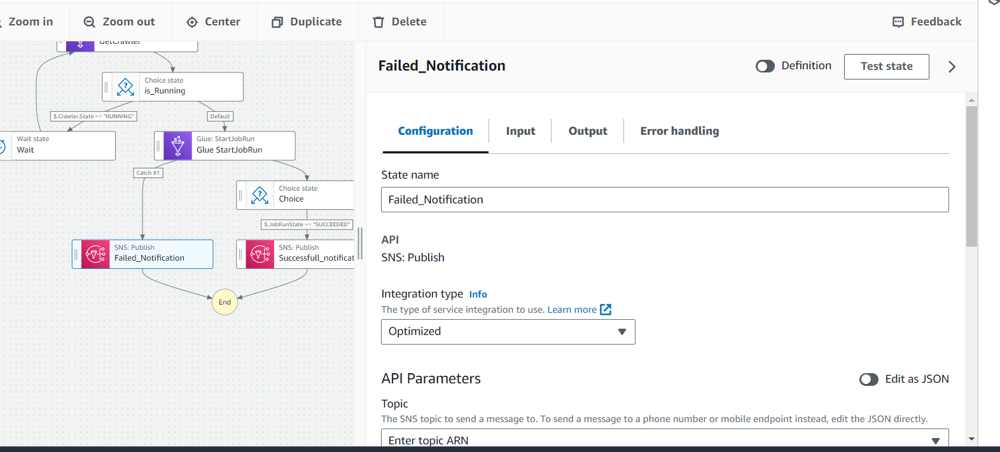 Zoom in
Zoom out
Center
Duplicate
Delete
Feedback
GetCrawler
Choice state
is_Running
$.Crawler.State ~= "RUNNING"
Default
Wait state
Wait
Glue: StartJobRun
Glue StartJobRun
Catch #1
Choice state
Choice
$.JobRunState ~= "SUCCEEDED"
SNS: Publish
Failed_Notification
SNS: Publish
Successfull_notificat
End
Failed_Notification
Definition
Test state
Configuration
Input
Output
Error handling
State name
Failed_Notification
API
SNS: Publish
Integration type Info
The type of service integration to use. Learn more
Optimized
API Parameters
Edit as JSON
Topic
The SNS topic to send a message to. To send a message to a phone number or mobile endpoint instead, edit the JSON directly.
Enter topic ARN